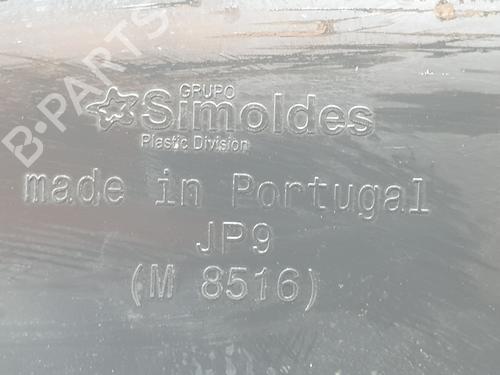 B-PARTS
GRUPO
Simoldes
Plastic Division
made in Portugal
JP9
(M 8516)